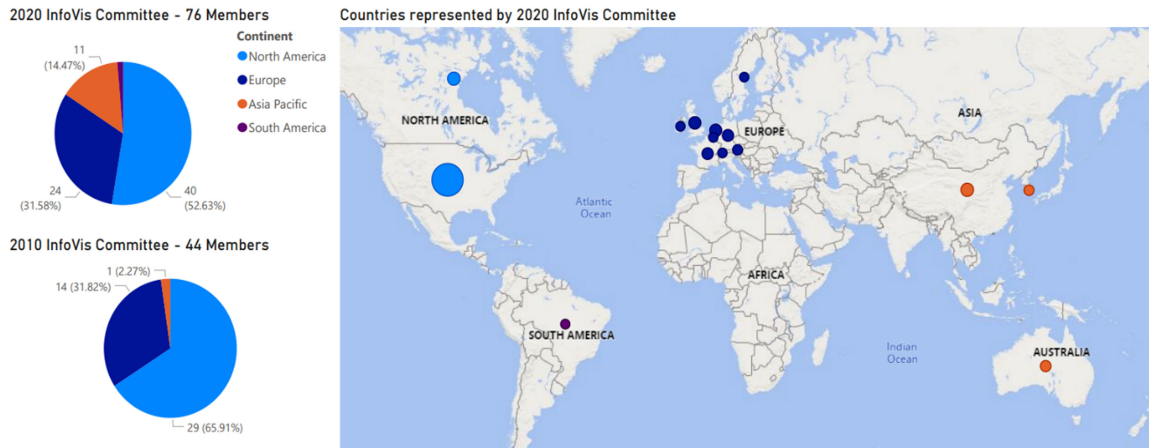 2020 InfoVis Committee - 76 Members
11
(14.47%)
24
(31.58%)
40
(52.63%)
Continent
North America
Europe
Asia Pacific
South America
2010 InfoVis Committee - 44 Members
1 (2.27%)
14 (31.82%)
29 (65.91%)
Countries represented by 2020 InfoVis Committee
NORTH AMERICA
EUROPE
ASIA
Atlantic
Ocean
AFRICA
SOUTH AMERICA
Indian
Ocean
AUSTRALIA